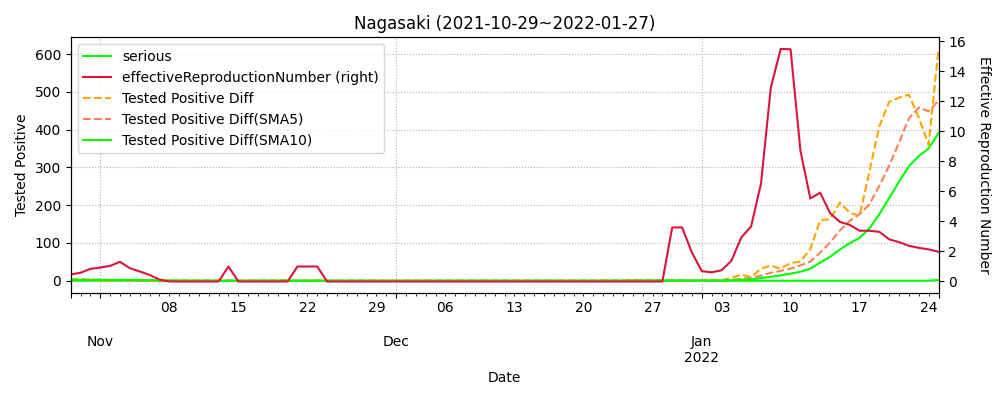 Nagasaki (2021-10-29~2022-01-27)
serious
effectiveReproductionNumber (right)
Tested Positive Diff
Tested Positive Diff(SMA5)
Tested Positive Diff(SMA10)
Tested Positive
600
500
400
300
200
100
0
16
14
12
10
8
6
4
2
0
Effective Reproduction Number
08 15 22 29 06 13 20 27 03 10 17 24
Nov Dec Jan
2022
Date